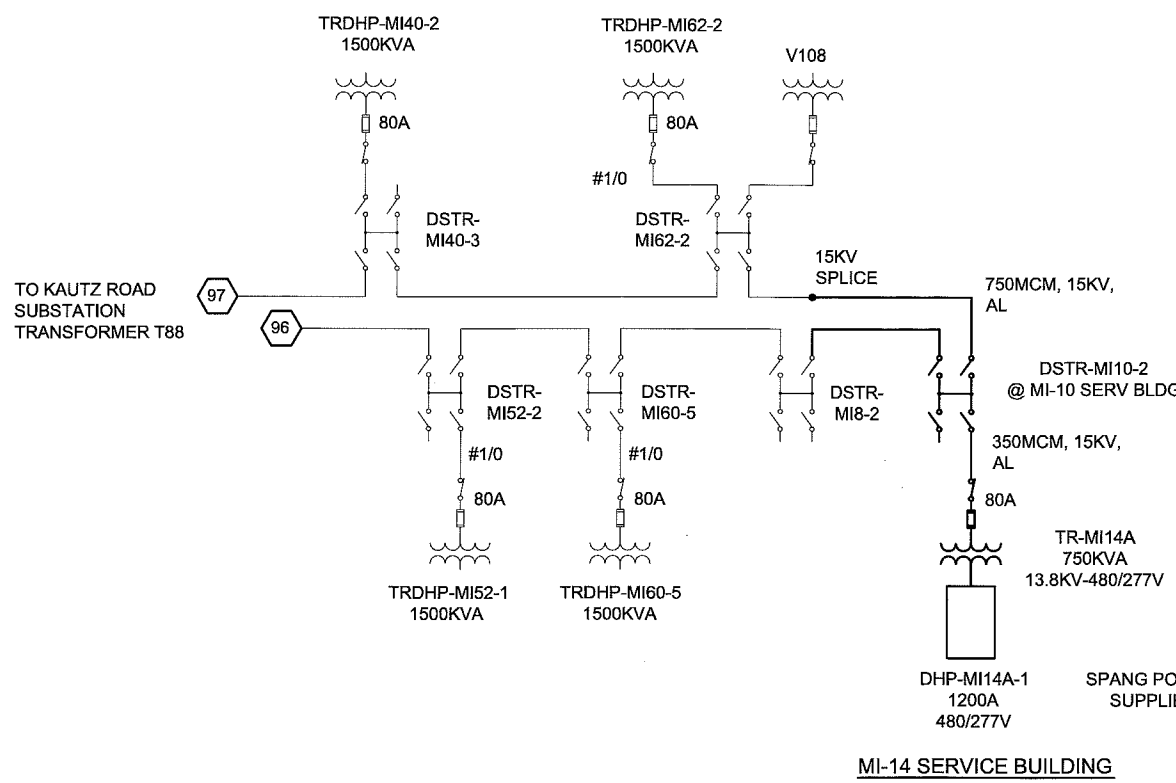 TRDHP-MI40-2
1500KVA
TRDHP-MI62-2
1500KVA
V108
80A
80A
#1/0
DSTR-
MI40-3
DSTR-
MI62-2
15KV
SPLICE
750MCM, 15KV,
AL
TO KAUTZ ROAD
SUBSTATION
TRANSFORMER T88
97
96
DSTR-
MI52-2
DSTR-
MI60-5
DSTR-
MI8-2
DSTR-MI10-2
@ MI-10 SERV BLDG
#1/0
#1/0
350MCM, 15KV,
AL
80A
80A
80A
TRDHP-MI52-1
1500KVA
TRDHP-MI60-5
1500KVA
TR-MI14A
750KVA
13.8KV-480/277V
DHP-MI14A-1
1200A
480/277V
SPANG PO
SUPPLIE
MI-14 SERVICE BUILDING